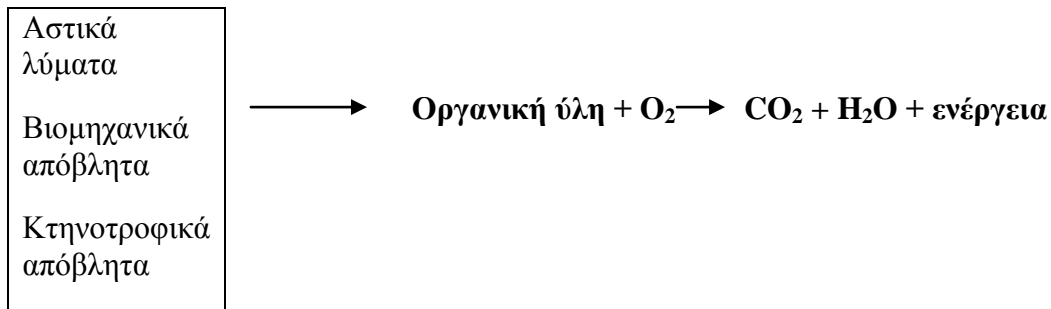 Αστικά
λύματα
Βιομηχανικά
απόβλητα
Κτηνοτροφικά
απόβλητα
Οργανική ύλη + O₂ → CO₂ + H₂O + ενέργεια